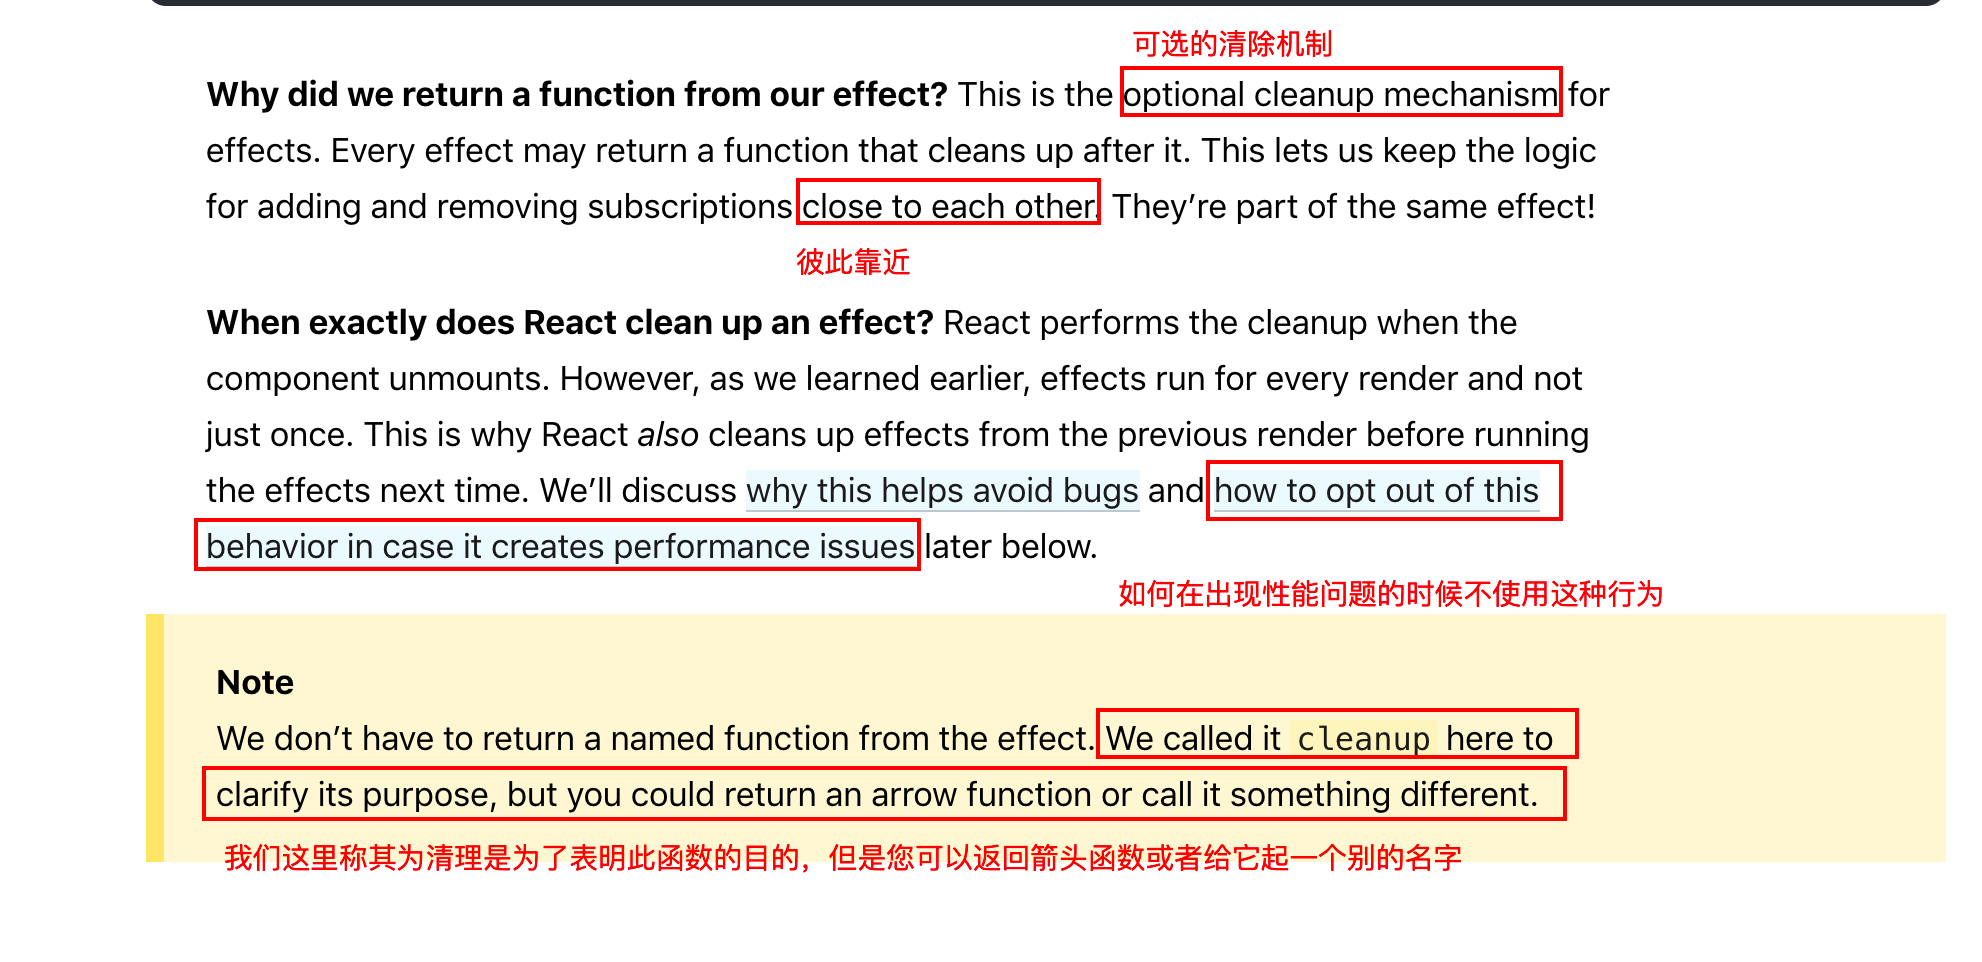 可选的清除机制
Why did we return a function from our effect? This is the optional cleanup mechanism for
effects. Every effect may return a function that cleans up after it. This lets us keep the logic
for adding and removing subscriptions close to each other. They’re part of the same effect!
彼此靠近
When exactly does React clean up an effect? React performs the cleanup when the
component unmounts. However, as we learned earlier, effects run for every render and not
just once. This is why React also cleans up effects from the previous render before running
the effects next time. We’ll discuss why this helps avoid bugs and how to opt out of this
behavior in case it creates performance issues later below.
如何在出现性能问题的时候不使用这种行为
Note
We don’t have to return a named function from the effect. We called it cleanup here to
clarify its purpose, but you could return an arrow function or call it something different.
我们这里称其为清理是为了表明此函数的目的，但是您可以返回箭头函数或者给它起一个别的名字